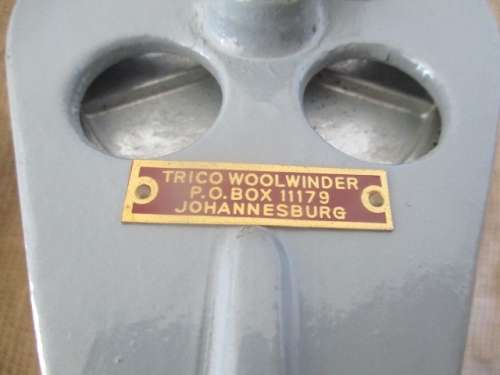 TRICO WOOLWINDER
P.O. BOX 11179
JOHANNESBURG